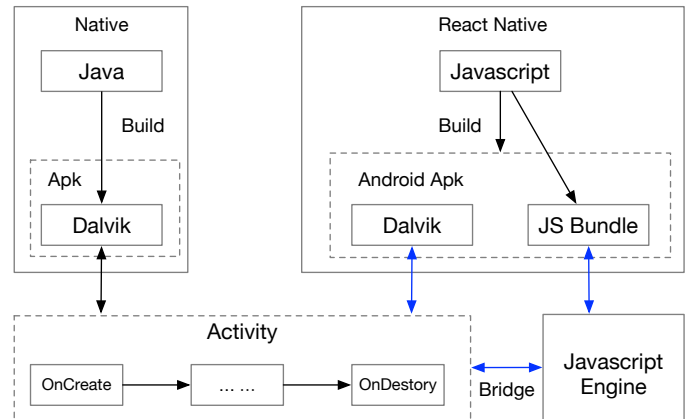 Native
React Native
Java
Javascript
Build
Build
Apk
Android Apk
Dalvik
Dalvik
JS Bundle
Activity
OnCreate
... ...
OnDestory
Bridge
Javascript
Engine